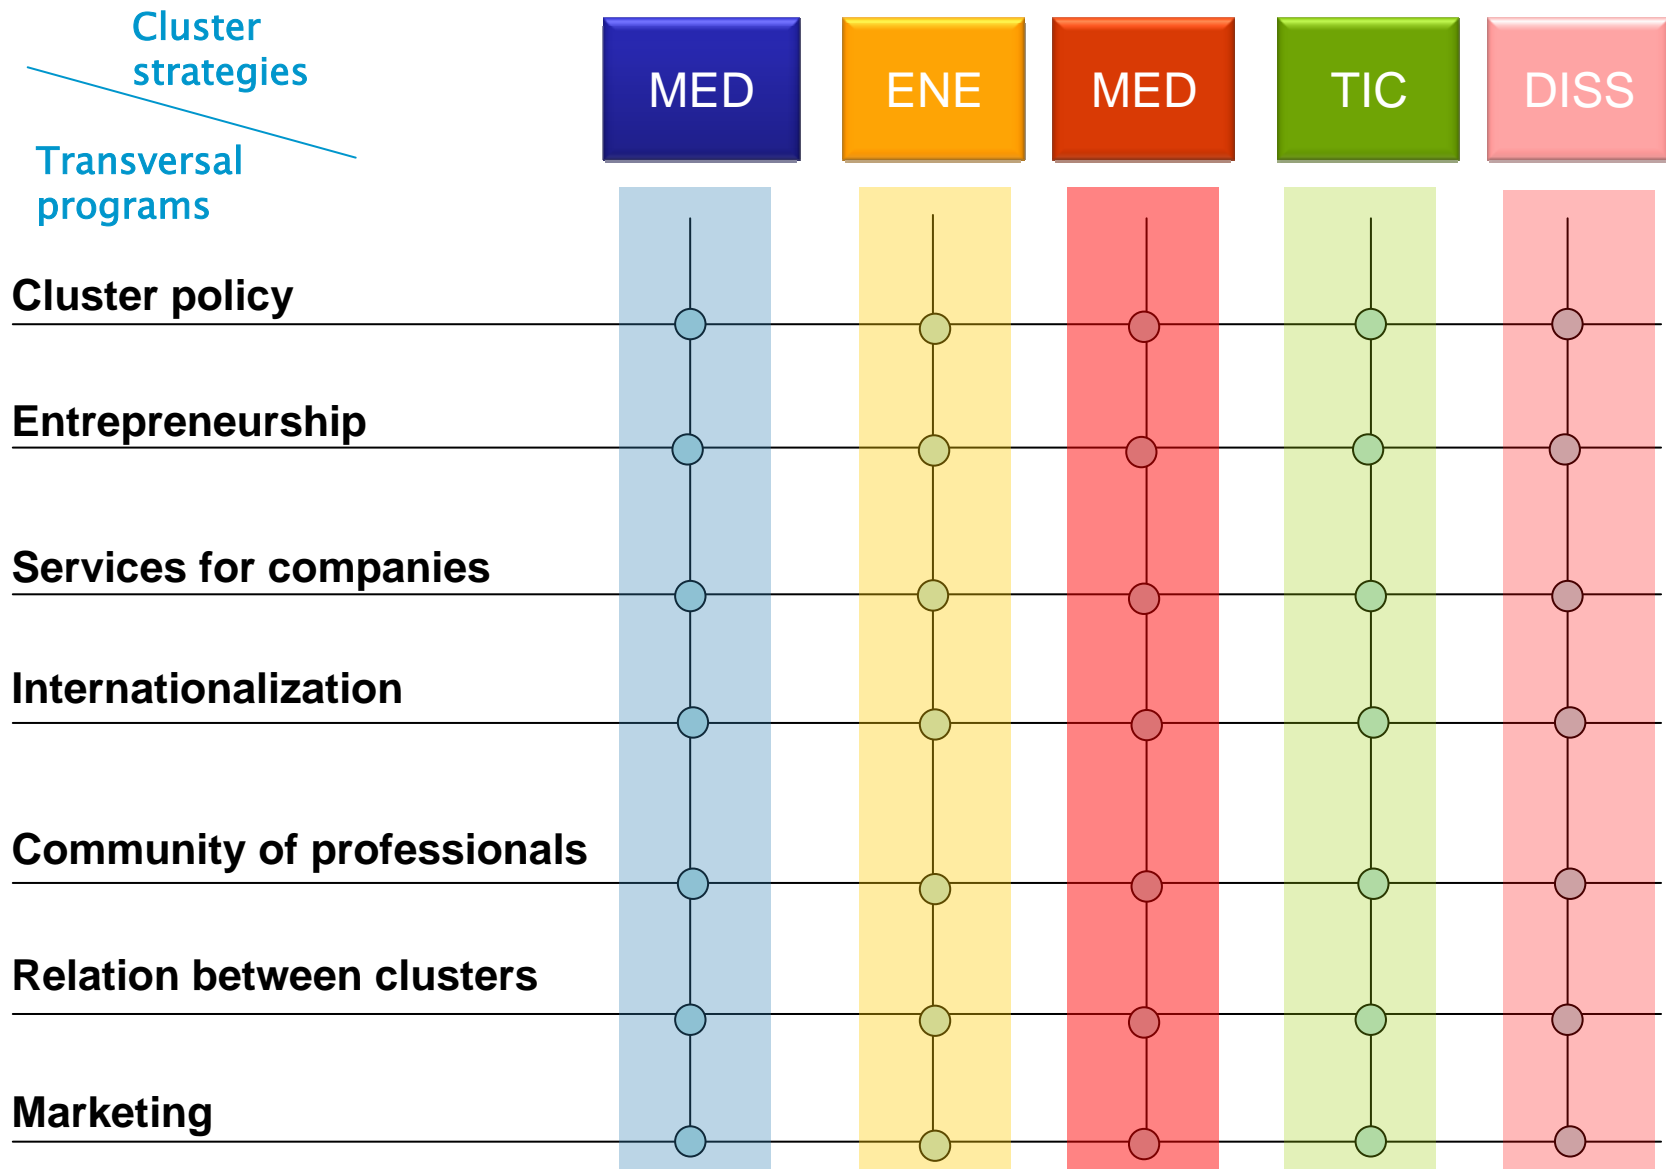 Cluster
strategies
Transversal
programs
MED
ENE
MED
TIC
DISS
Cluster policy
Entrepreneurship
Services for companies
Internationalization
Community of professionals
Relation between clusters
Marketing